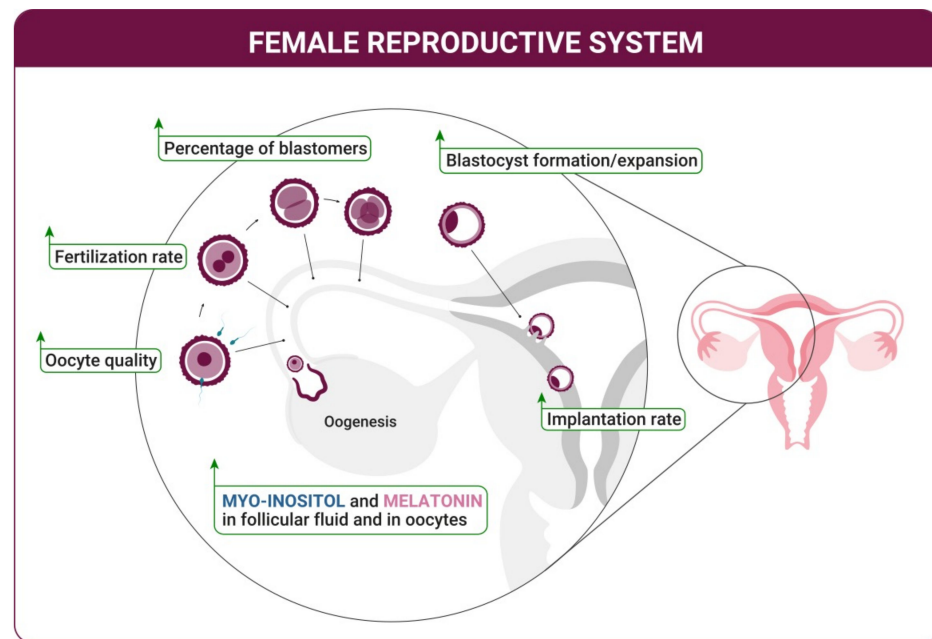 FEMALE REPRODUCTIVE SYSTEM
Percentage of blastomers
Blastocyst formation/expansion
Fertilization rate
Oocyte quality
Oogenesis
Implantation rate
MYO-INOSITOL and MELATONIN
in follicular fluid and in oocytes